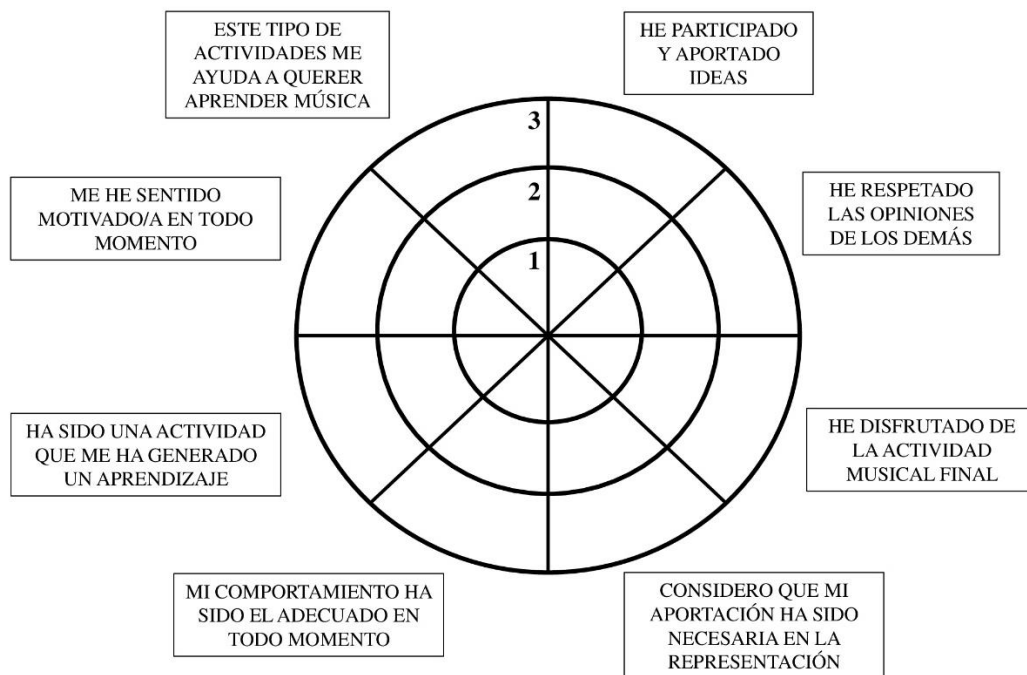 ESTE TIPO DE
ACTIVIDADES ME
AYUDA A QUERER
APRENDER MÚSICA
HE PARTICIPADO
Y APORTADO
IDEAS
3
ME HE SENTIDO
MOTIVADO/A EN TODO
MOMENTO
2
HE RESPETADO
LAS OPINIONES
DE LOS DEMÁS
1
HA SIDO UNA ACTIVIDAD
QUE ME HA GENERADO
UN APRENDIZAJE
HE DISFRUTADO DE
LA ACTIVIDAD
MUSICAL FINAL
MI COMPORTAMIENTO HA
SIDO EL ADECUADO EN
TODO MOMENTO
CONSIDERO QUE MI
APORTACIÓN HA SIDO
NECESARIA EN LA
REPRESENTACIÓN